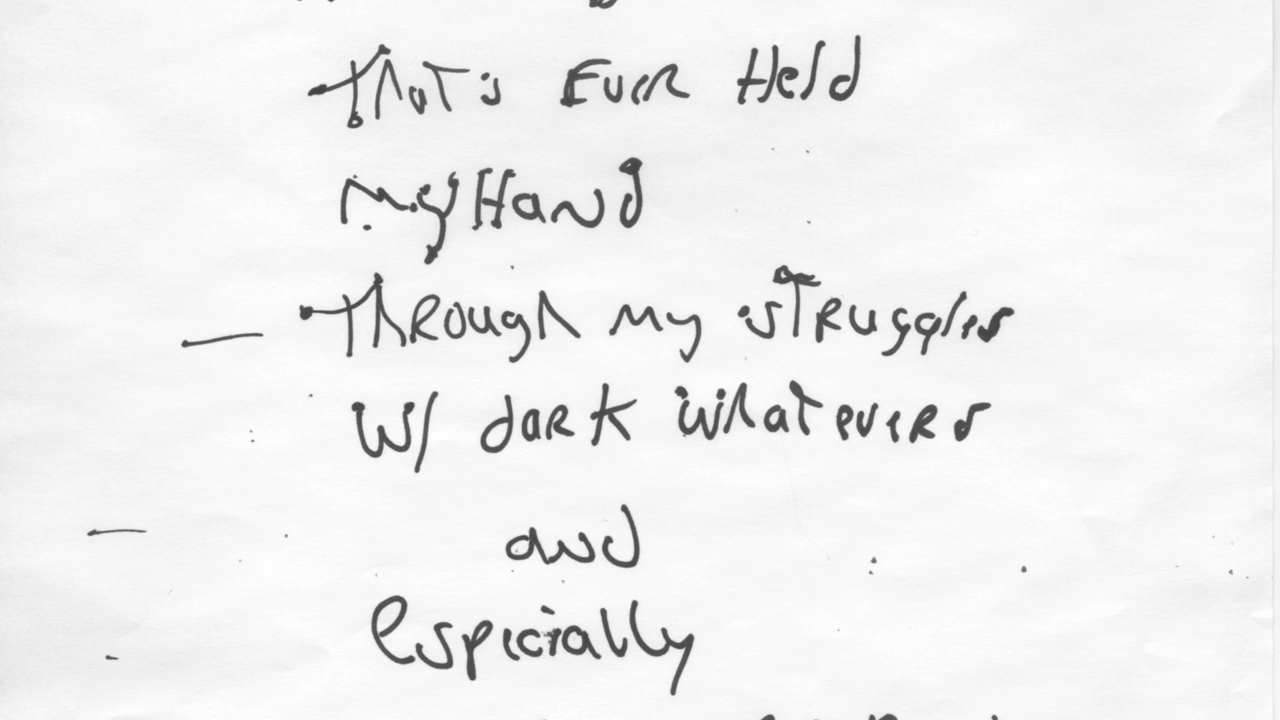 that's Ever Held
my Hand
through my struggles
w/ dark whatevers
and
especially